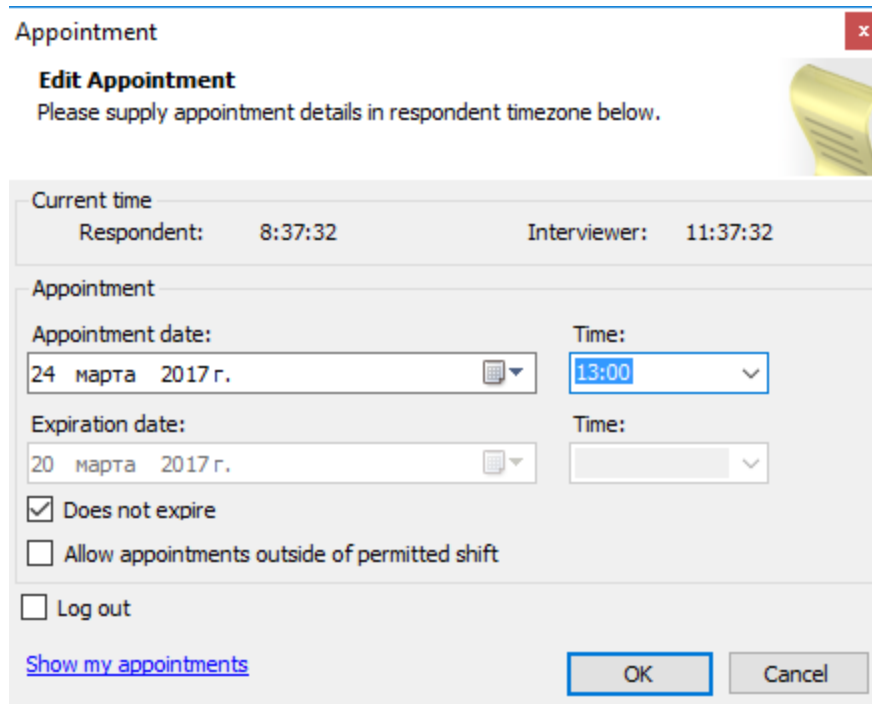 Appointment
Edit Appointment
Please supply appointment details in respondent timezone below.
Current time
Respondent: 8:37:32 Interviewer: 11:37:32
Appointment
Appointment date: Time:
24 марта 2017 г. 13:00
Expiration date: Time:
20 марта 2017 г.
Does not expire
Allow appointments outside of permitted shift
Log out
Show my appointments OK Cancel